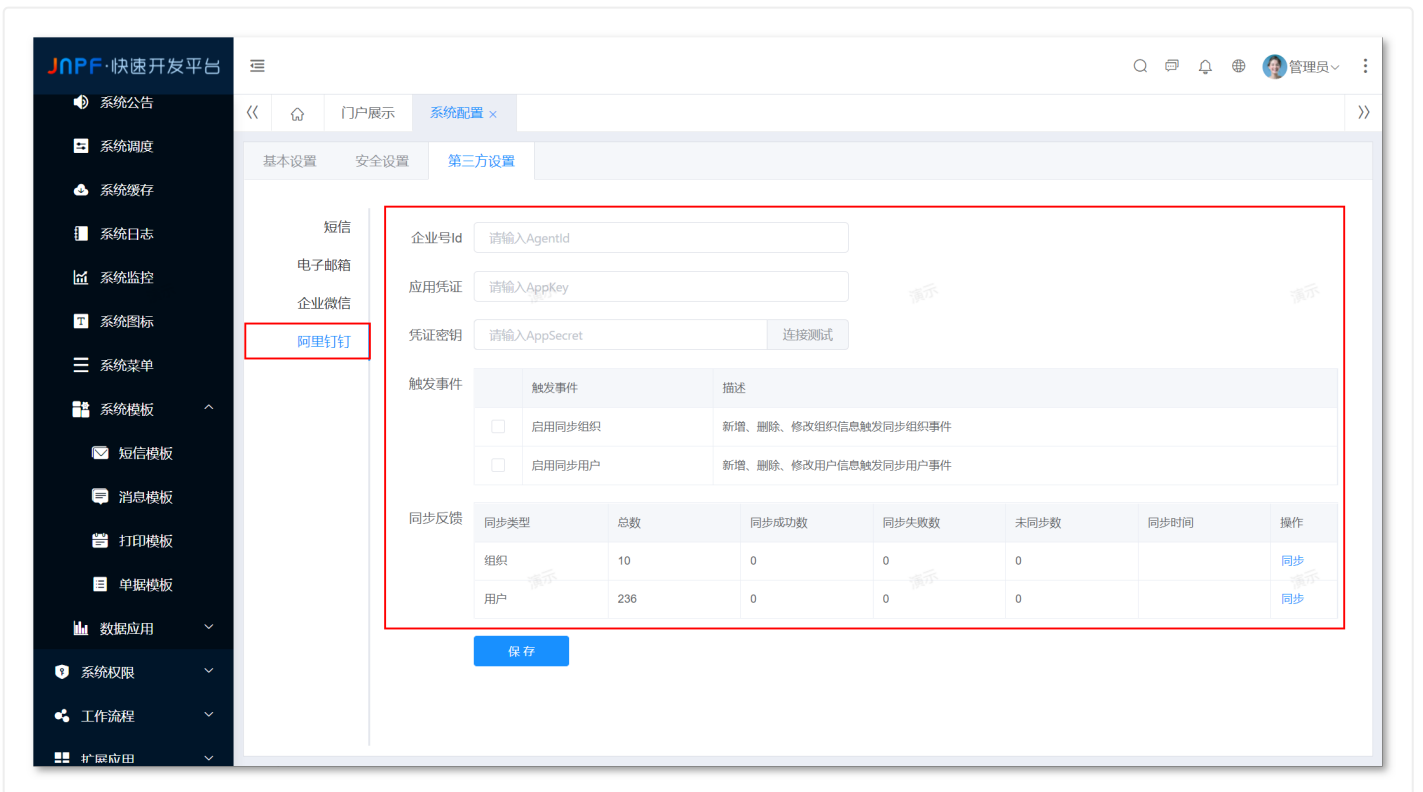 JNPF·快速开发平台
管理员
系统公告
系统调度
系统缓存
系统日志
系统监控
系统图标
系统菜单
系统模板
短信模板
消息模板
打印模板
单据模板
数据应用
系统权限
工作流程
扩展应用
门户展示
系统配置 ×
基本设置
安全设置
第三方设置
短信
电子邮箱
企业微信
阿里钉钉
企业号Id 请输入AgentId
应用凭证 请输入AppKey
凭证密钥 请输入AppSecret 连接测试
触发事件
触发事件 描述
启用同步组织 新增、删除、修改组织信息触发同步组织事件
启用同步用户 新增、删除、修改用户信息触发同步用户事件
同步反馈
同步类型 总数 同步成功数 同步失败数 未同步数 同步时间 操作
组织 10 0 0 0 同步
用户 236 0 0 0 同步
保存
演示
演示
演示
演示
演示
演示